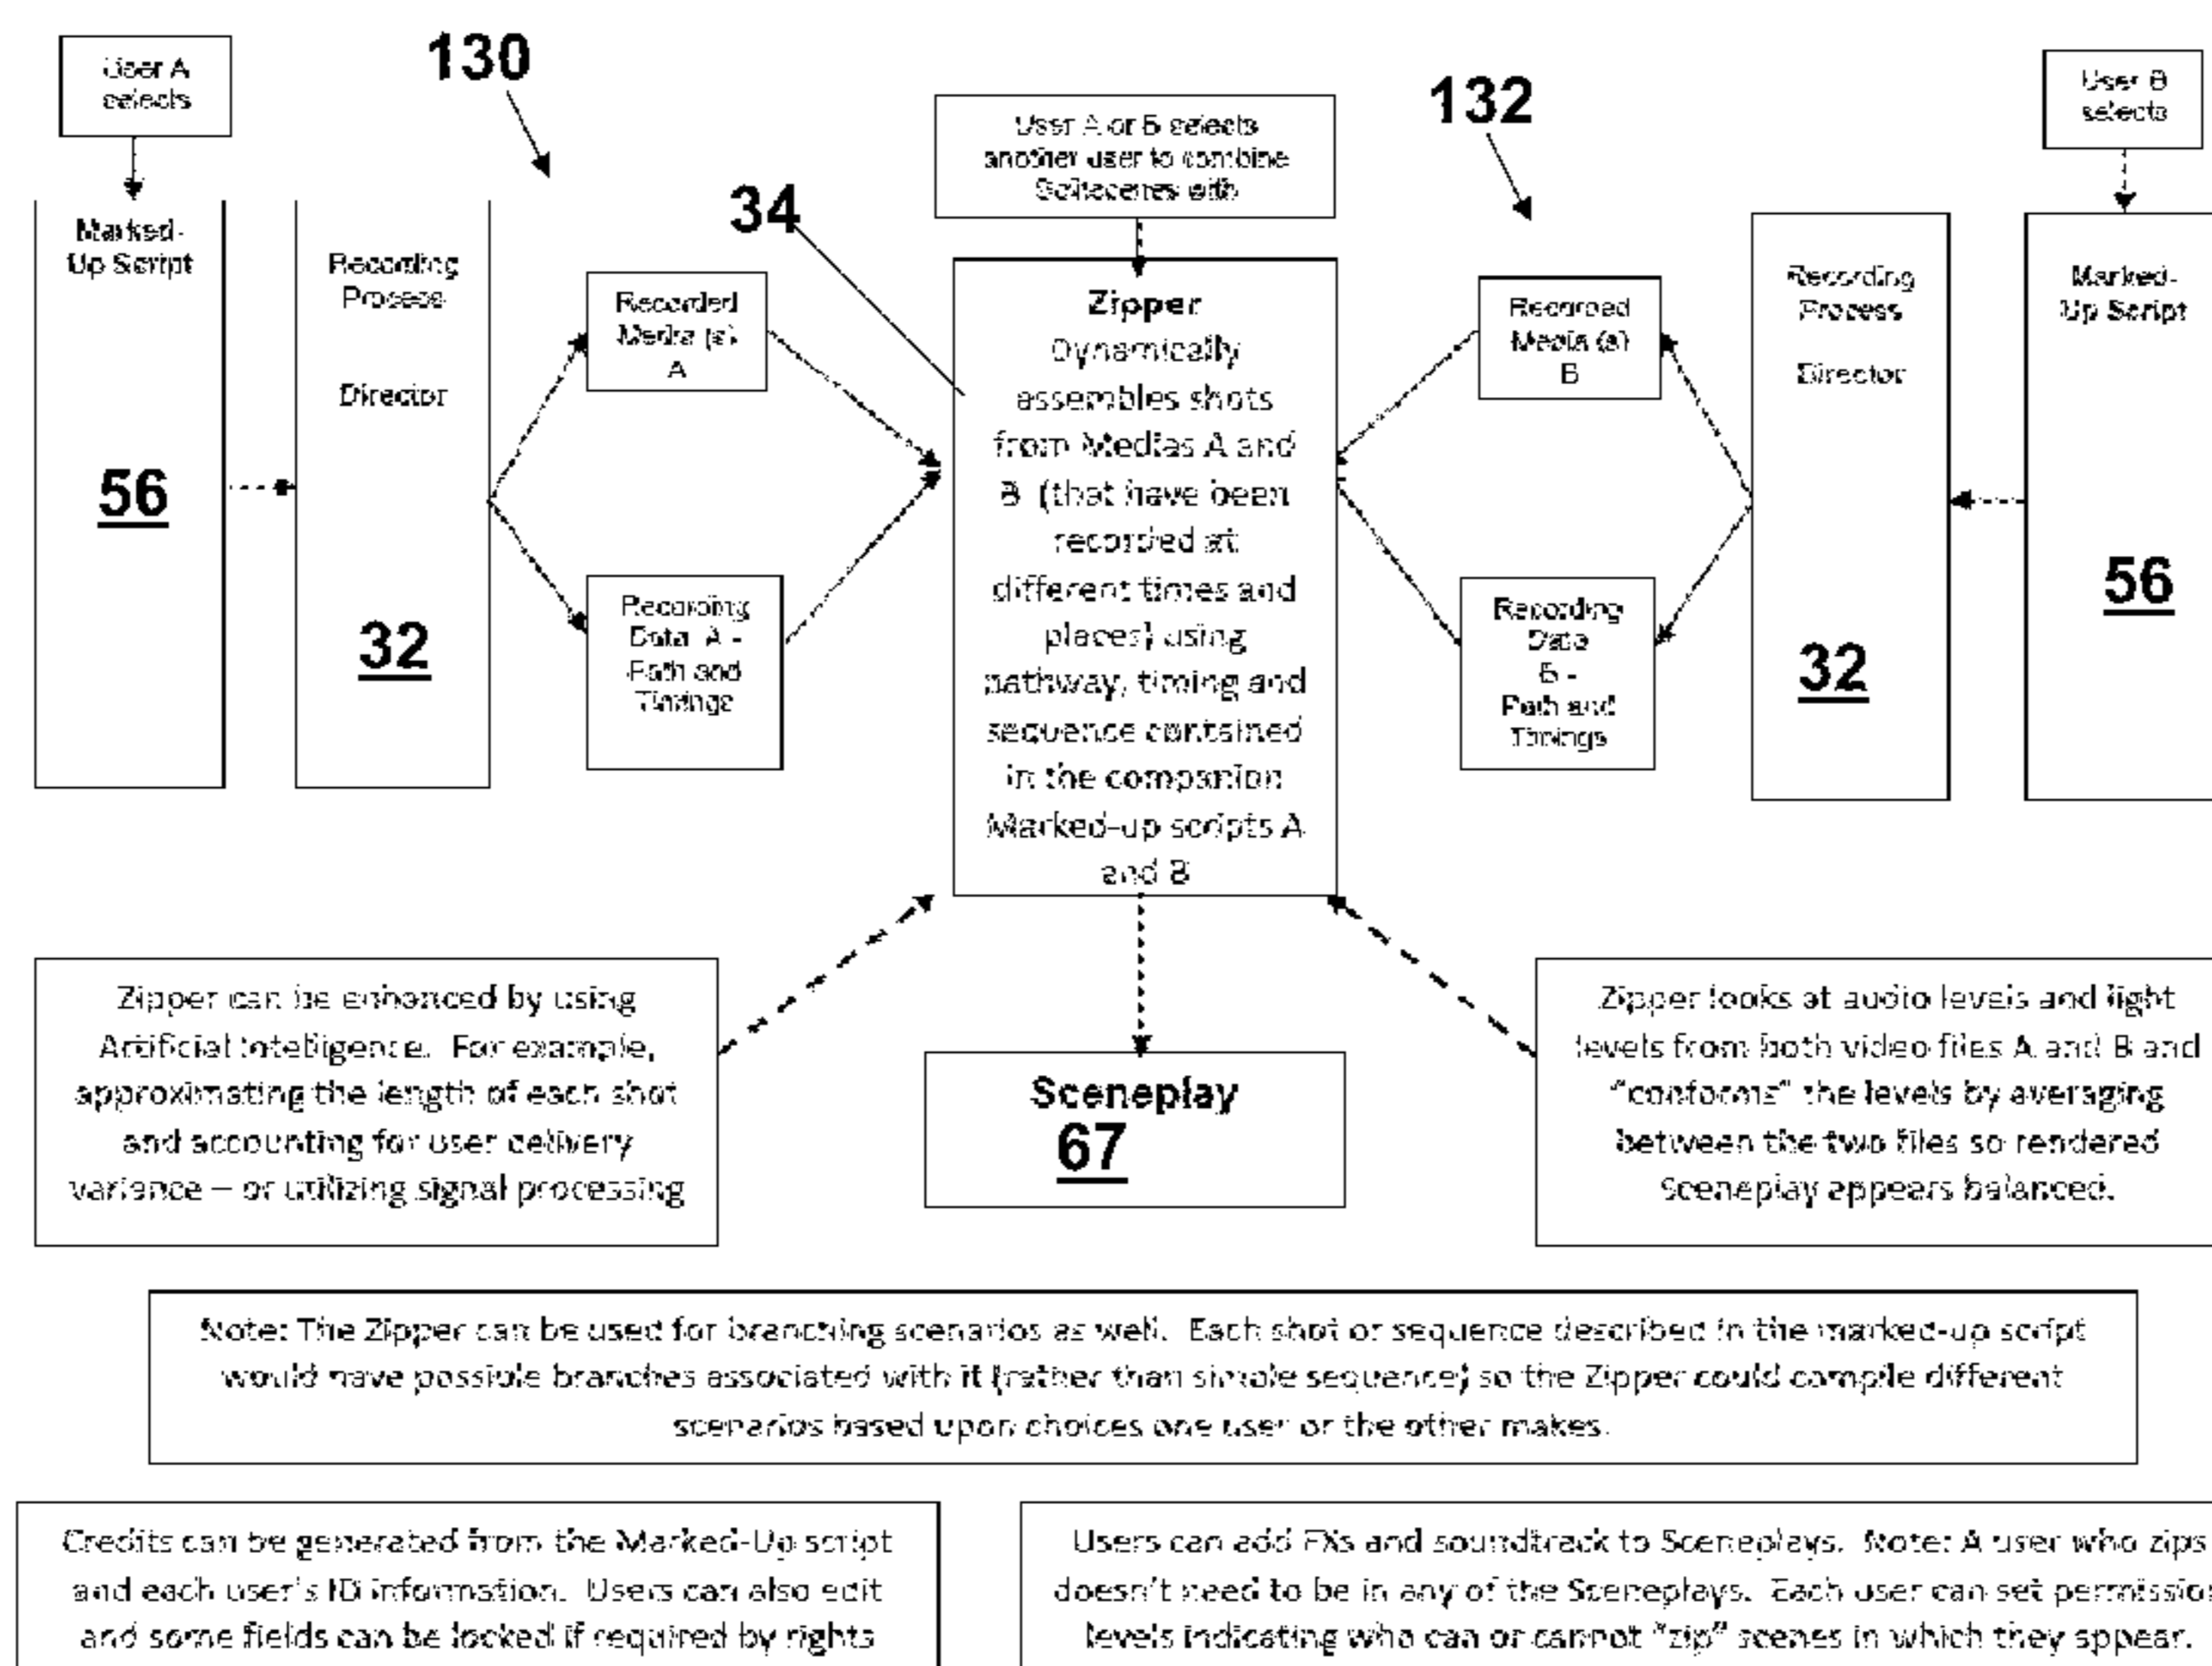 User A
selects
130
User A or B selects
another user to combine
with
132
User B
selects
34
Marked-
Up Script
56
Recording
Process
Director
32
Recorded
Media (s)
A
Recording
Data A -
Path and
Timings
Zipper
Dynamically
assembles shots
from Medias A and
B (that have been
recorded at
different times and
places) using
pathway, timing and
sequence contained
in the companion
Marked-up scripts A
and B
Recorded
Media (s)
B
Recording
Data
B -
Path and
Timings
Recording
Process
Director
32
Marked-
Up Script
56
Zipper can be enhanced by using
Artificial Intelligence. For example,
approximating the length of each shot
and accounting for user delivery
variance – or utilizing signal processing
Sceneplay
67
Zipper looks at audio levels and light
levels from both video files A and B and
"conforms" the levels by averaging
between the two files so rendered
Sceneplay appears balanced.
Note: The Zipper can be used for branching scenarios as well. Each shot or sequence described in the marked-up script
would have possible branches associated with it (rather than simple sequence) so the Zipper could compile different
scenarios based upon choices one user or the other makes.
Credits can be generated from the Marked-Up script
and each user's ID information. Users can also edit
and some fields can be locked if required by rights
Users can add FXs and soundtrack to Sceneplays. Note: A user who zips
doesn't need to be in any of the Sceneplays. Each user can set permission
levels indicating who can or cannot "zip" scenes in which they appear.